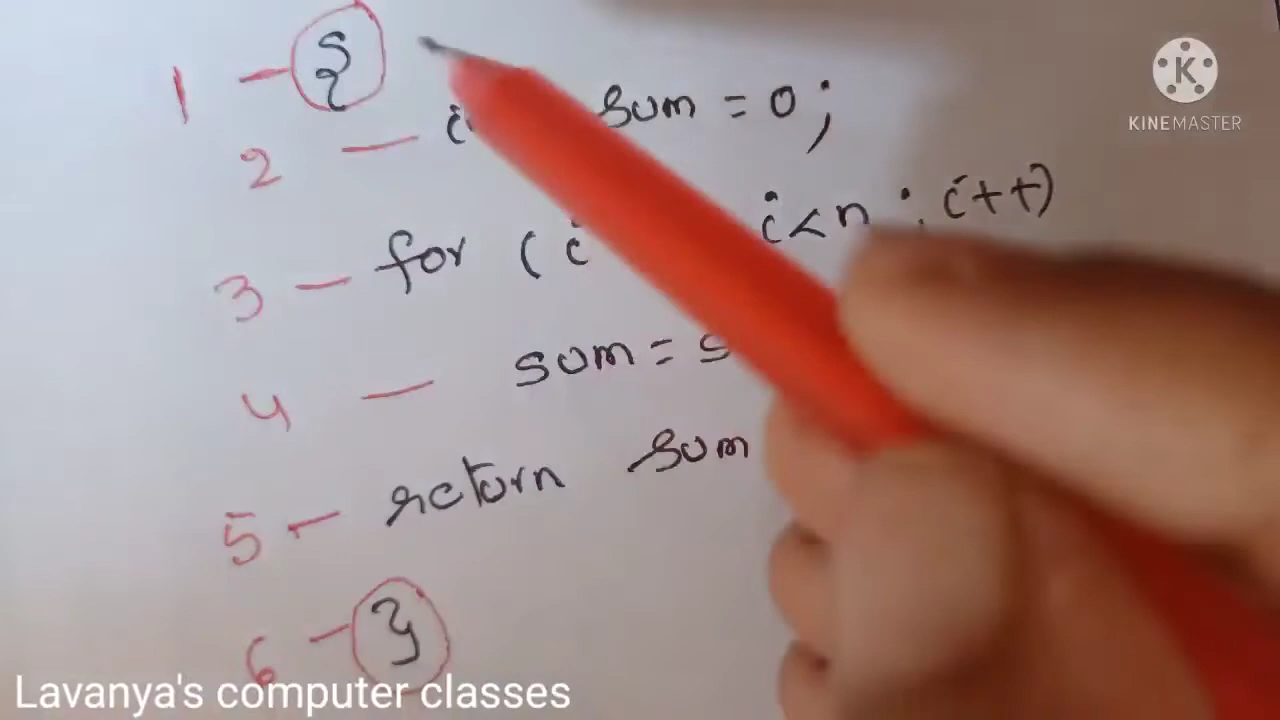 1 - {
2 - sum = 0;
3 - for ( i i<n ; i++)
4 - sum =
5 - return sum
6 - }
K
KINEMASTER
Lavanya's computer classes